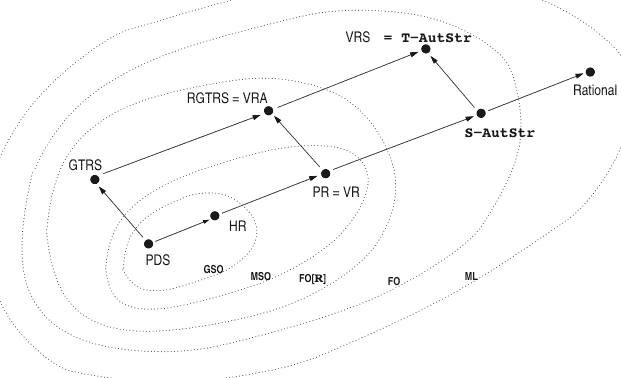 VRS = T-AutStr
RGTRS = VRA
Rational
S-AutStr
GTRS
PR = VR
HR
PDS
GSO
MSO
FO[R]
FO
ML